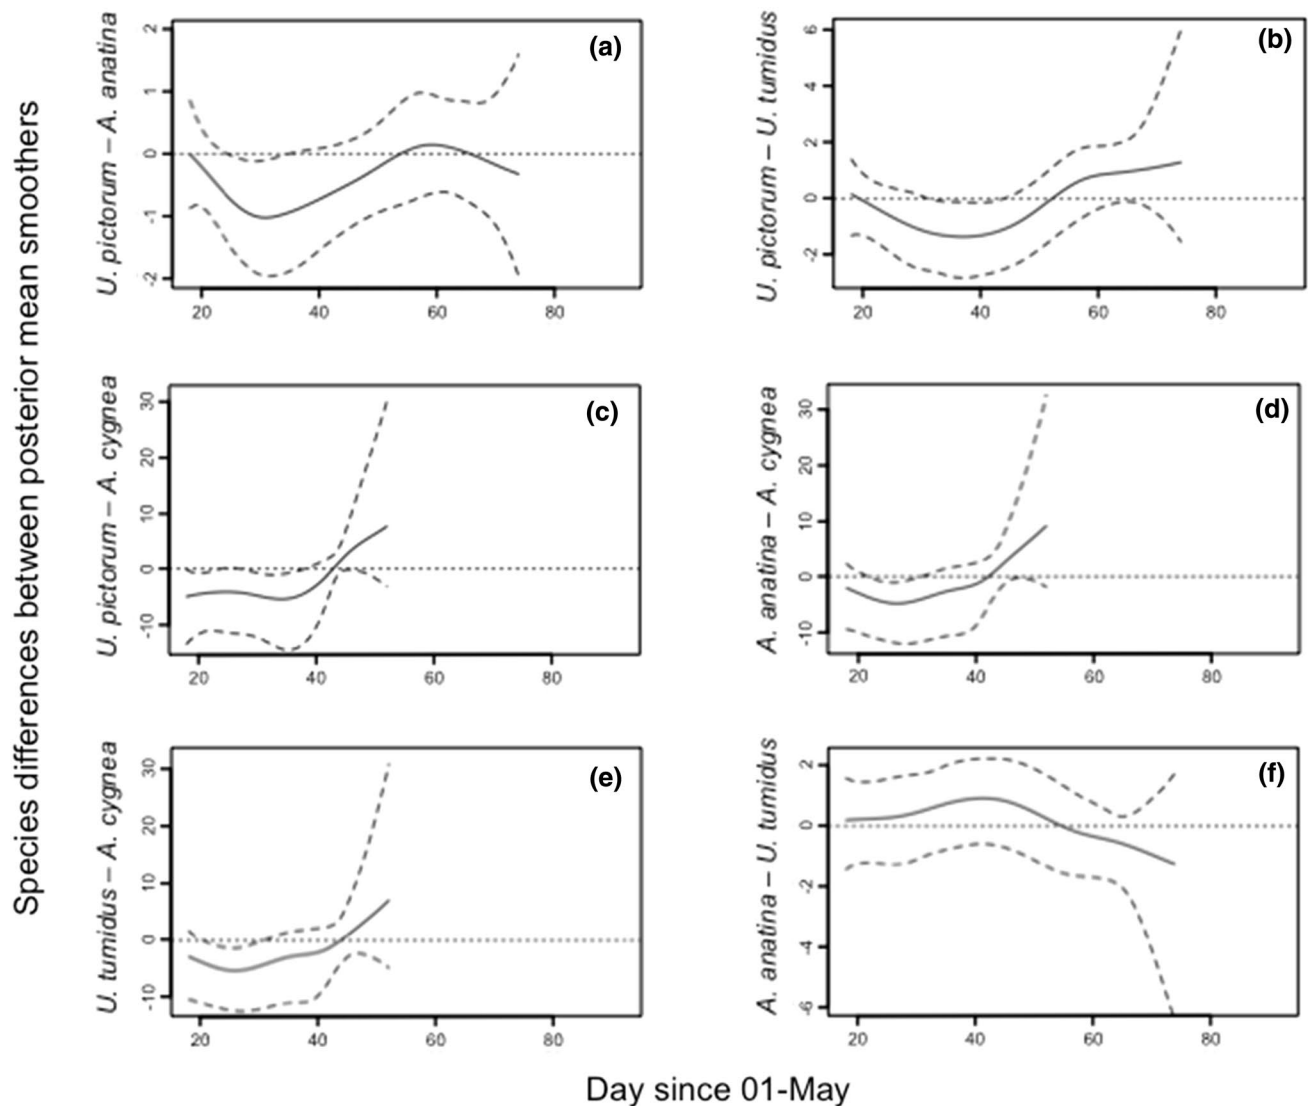 Species differences between posterior mean smoothers
U. pictorum – A. anatina
2
1
0
-1
-2
20 40 60 80
(a)
U. pictorum – U. tumidus
6
4
2
0
-2
20 40 60 80
(b)
U. pictorum – A. cygnea
30
20
10
0
-10
20 40 60 80
(c)
A. anatina – A. cygnea
30
20
10
0
-10
20 40 60 80
(d)
U. tumidus – A. cygnea
30
20
10
0
-10
20 40 60 80
(e)
A. anatina – U. tumidus
2
0
-2
-4
-6
20 40 60 80
(f)
Day since 01-May